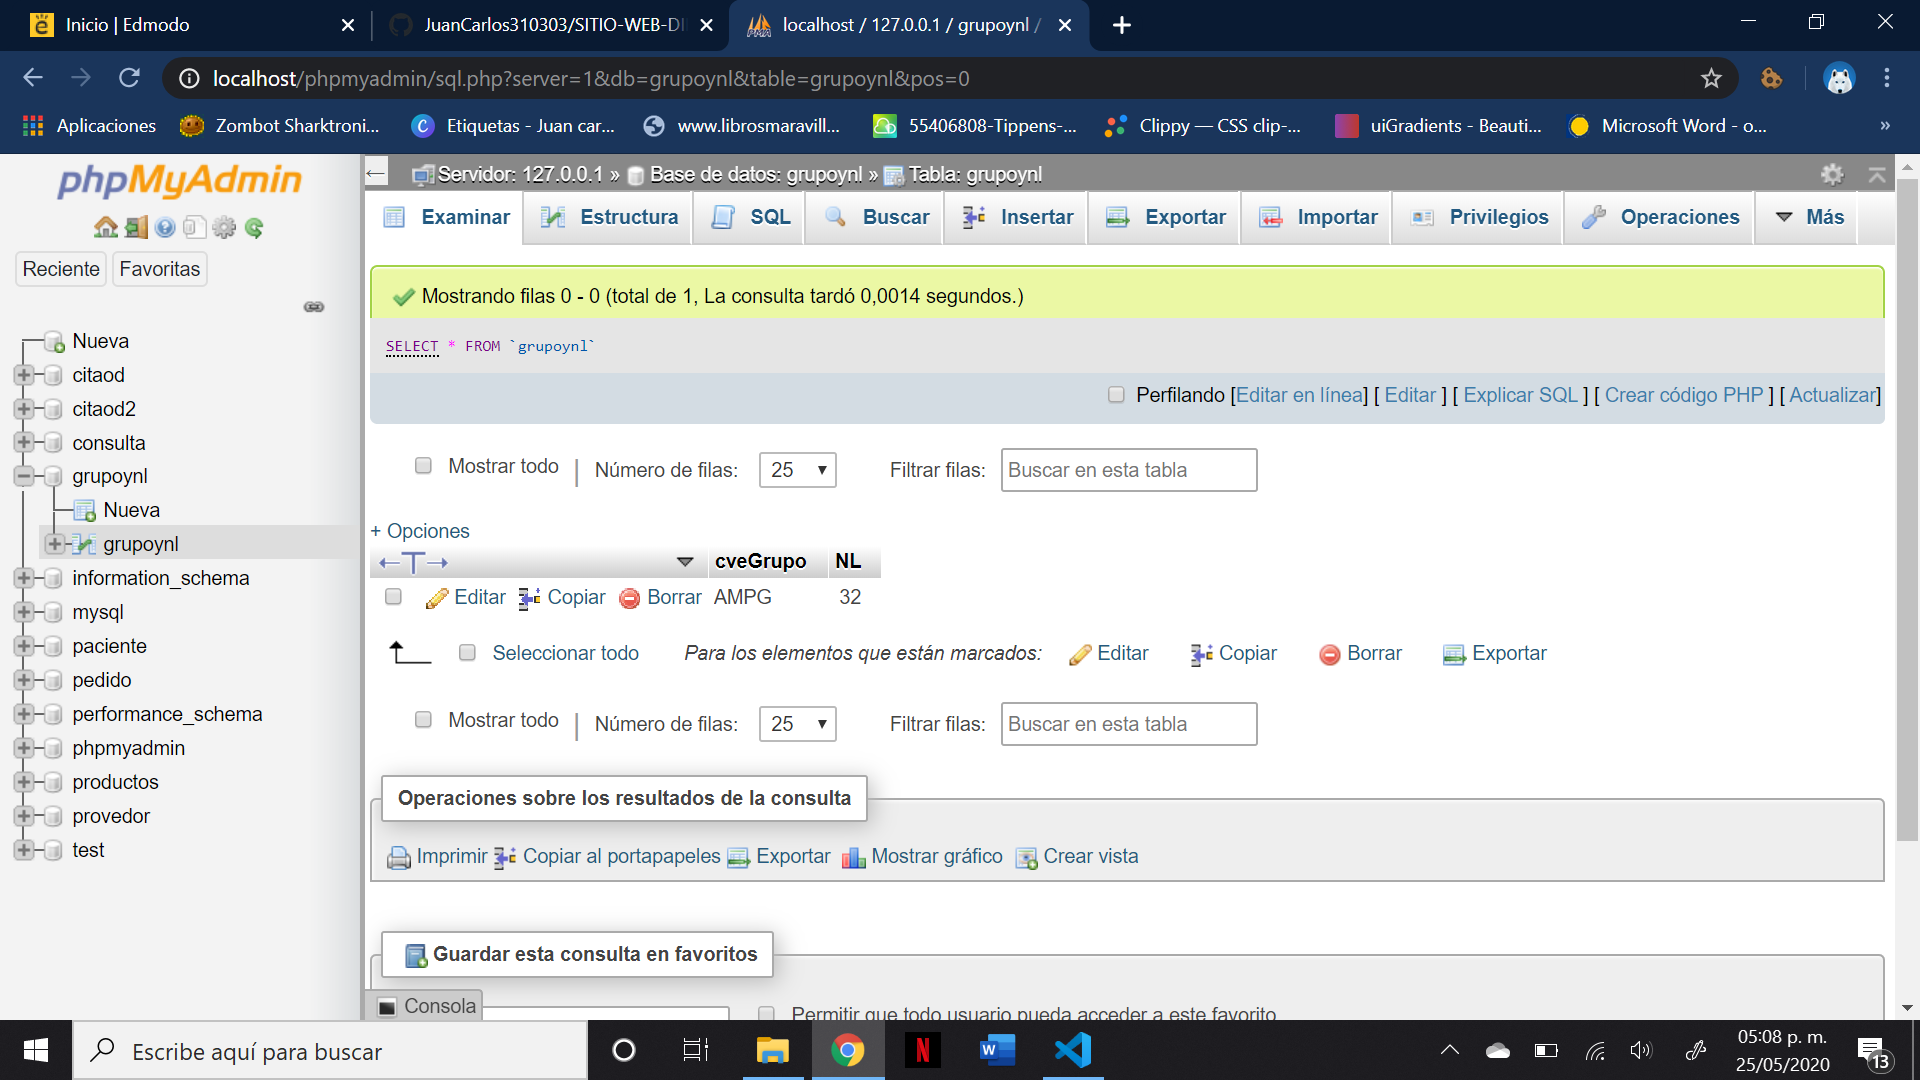 Inicio | Edmodo
JuanCarlos310303/SITIO-WEB-DI
localhost / 127.0.0.1 / grupoynl /
localhost/phpmyadmin/sql.php?server=1&db=grupoynl&table=grupoynl&pos=0
Aplicaciones
Zombot Sharktroni...
Etiquetas - Juan car...
www.librosmaravill...
55406808-Tippens-...
Clippy — CSS clip-...
uiGradients - Beauti...
Microsoft Word - o...
»
phpMyAdmin
Reciente
Favoritas
Nueva
citaod
citaod2
consulta
grupoynl
Nueva
grupoynl
information_schema
mysql
paciente
pedido
performance_schema
phpmyadmin
productos
provedor
test
Servidor: 127.0.0.1 » Base de datos: grupoynl » Tabla: grupoynl
Examinar
Estructura
SQL
Buscar
Insertar
Exportar
Importar
Privilegios
Operaciones
Más
Mostrando filas 0 - 0 (total de 1, La consulta tardó 0,0014 segundos.)
SELECT * FROM `grupoynl`
Perfilando [Editar en línea] [ Editar ] [ Explicar SQL ] [ Crear código PHP ] [ Actualizar]
Mostrar todo | Número de filas: 25 Filtrar filas: Buscar en esta tabla
+ Opciones
cveGrupo NL
Editar Copiar Borrar AMPG 32
Seleccionar todo Para los elementos que están marcados: Editar Copiar Borrar Exportar
Mostrar todo | Número de filas: 25 Filtrar filas: Buscar en esta tabla
Operaciones sobre los resultados de la consulta
Imprimir Copiar al portapapeles Exportar Mostrar gráfico Crear vista
Guardar esta consulta en favoritos
Consola
Permitir que todo usuario pueda acceder a este favorito
Escribe aquí para buscar
N
W
05:08 p. m.
25/05/2020
13